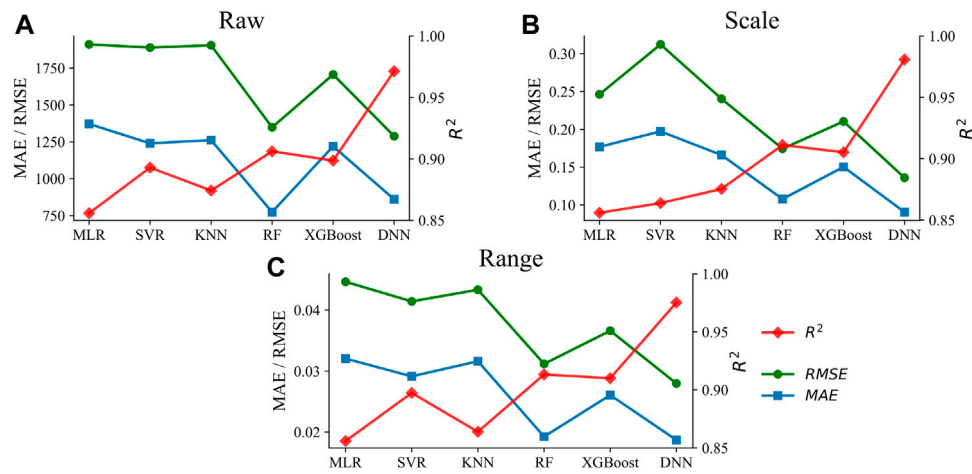 A
Raw
MAE / RMSE
1750
1500
1250
1000
750
1.00
0.95
0.90
0.85
R²
MLR SVR KNN RF XGBoost DNN
B
Scale
MAE / RMSE
0.30
0.25
0.20
0.15
0.10
1.00
0.95
0.90
0.85
R²
MLR SVR KNN RF XGBoost DNN
C
Range
MAE / RMSE
0.04
0.03
0.02
1.00
0.95
0.90
0.85
R²
MLR SVR KNN RF XGBoost DNN
R²
RMSE
MAE